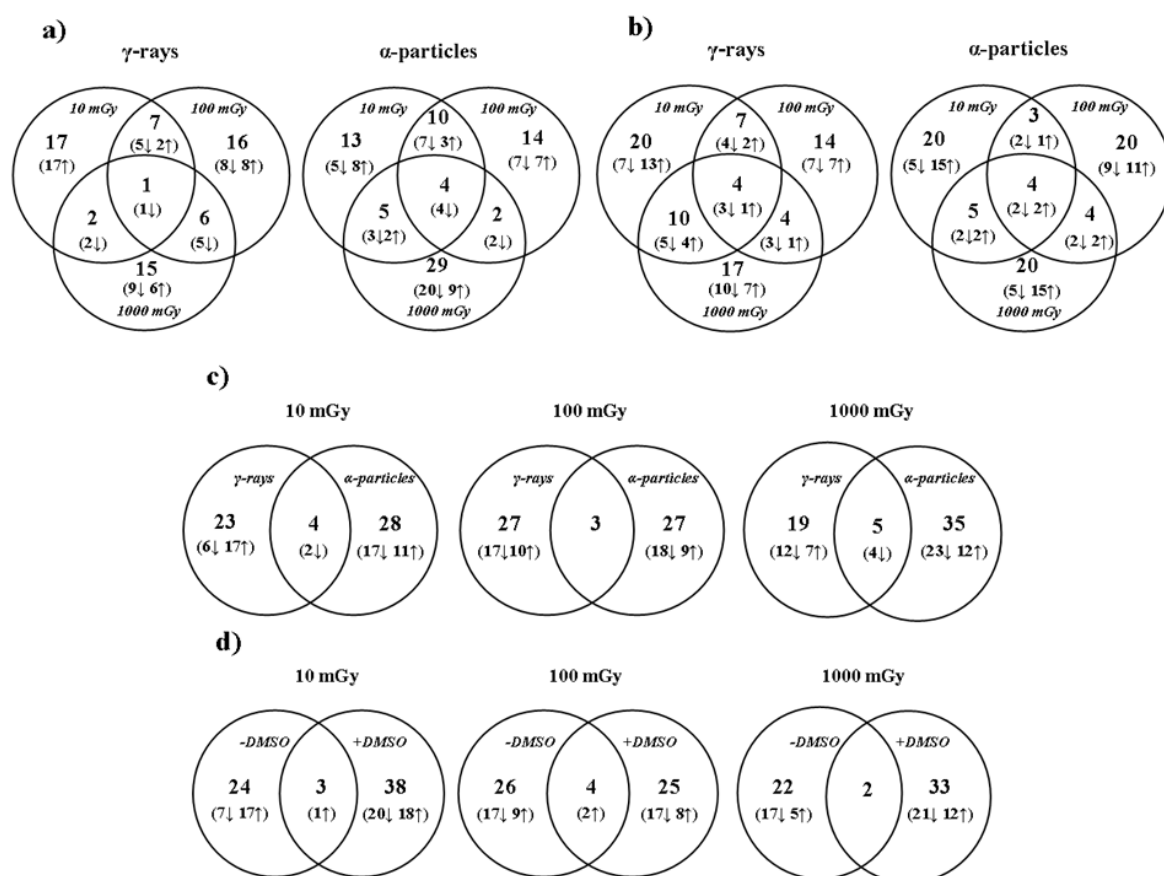 a)
b)
γ-rays
α-particles
γ-rays
α-particles
10 mGy
100 mGy
10 mGy
100 mGy
10 mGy
100 mGy
10 mGy
100 mGy
17
(17↑)
7
(5↓ 2↑)
16
(8↓ 8↑)
1
(1↓)
2
(2↓)
6
(5↓)
15
(9↓ 6↑)
1000 mGy
13
(5↓ 8↑)
10
(7↓ 3↑)
14
(7↓ 7↑)
4
(4↓)
5
(3↓2↑)
2
(2↓)
29
(20↓ 9↑)
1000 mGy
20
(7↓ 13↑)
7
(4↓ 2↑)
14
(7↓ 7↑)
4
(3↓ 1↑)
10
(5↓ 4↑)
4
(3↓ 1↑)
17
(10↓ 7↑)
1000 mGy
20
(5↓ 15↑)
3
(2↓ 1↑)
20
(9↓ 11↑)
4
(2↓ 2↑)
5
(2↓2↑)
4
(2↓ 2↑)
20
(5↓ 15↑)
1000 mGy
c)
10 mGy
100 mGy
1000 mGy
γ-rays
α-particles
γ-rays
α-particles
γ-rays
α-particles
23
(6↓ 17↑)
4
(2↓)
28
(17↓ 11↑)
27
(17↓10↑)
3
27
(18↓ 9↑)
19
(12↓ 7↑)
5
(4↓)
35
(23↓ 12↑)
d)
10 mGy
100 mGy
1000 mGy
-DMSO
+DMSO
-DMSO
+DMSO
-DMSO
+DMSO
24
(7↓ 17↑)
3
(1↑)
38
(20↓ 18↑)
26
(17↓ 9↑)
4
(2↑)
25
(17↓ 8↑)
22
(17↓ 5↑)
2
33
(21↓ 12↑)